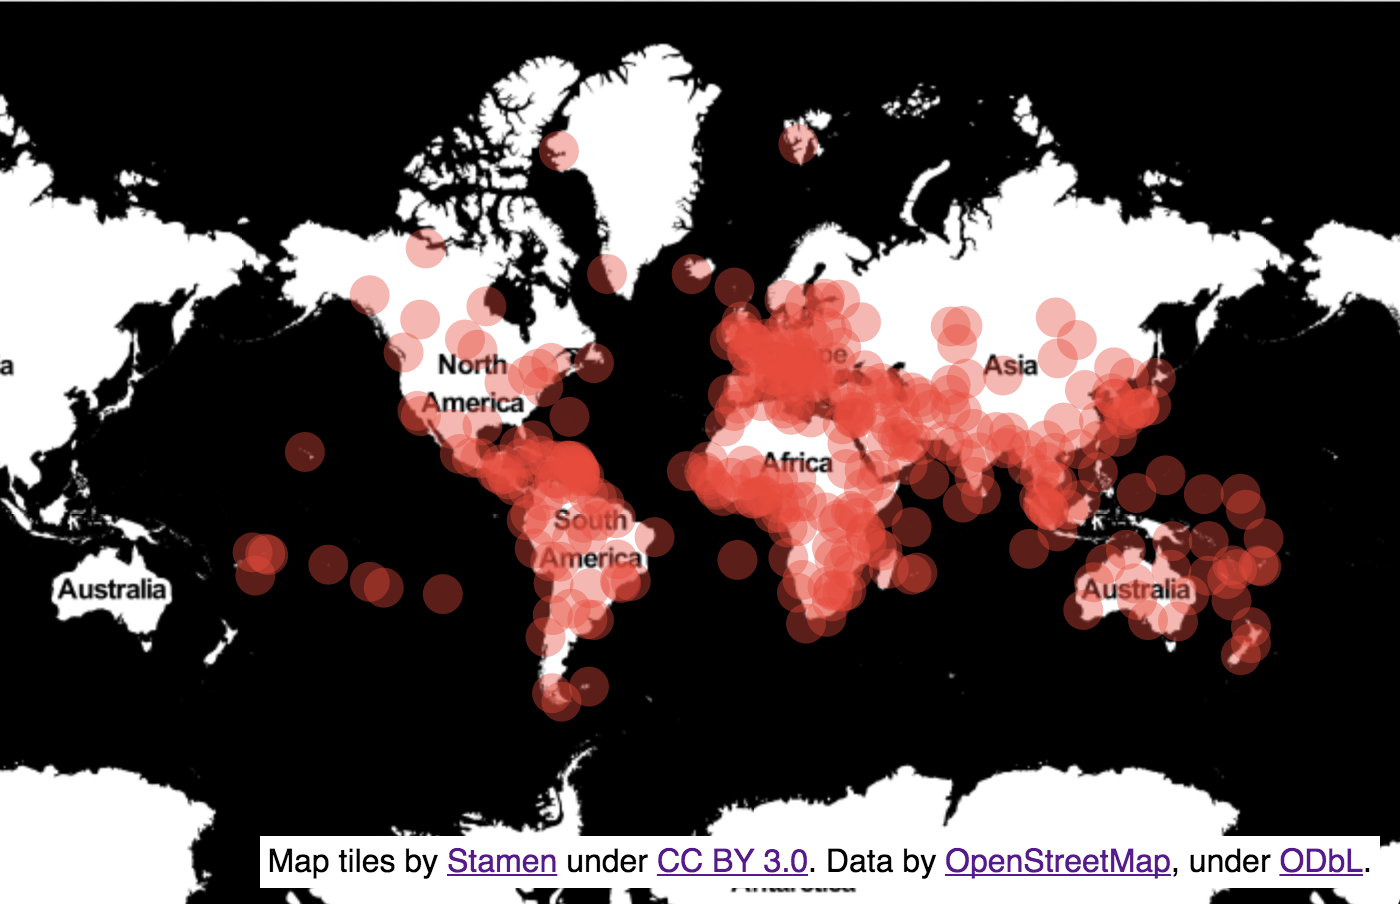 North
America
Asia
a
Africa
South
America
Australia
Australia
Map tiles by Stamen under CC BY 3.0. Data by OpenStreetMap, under ODbL.